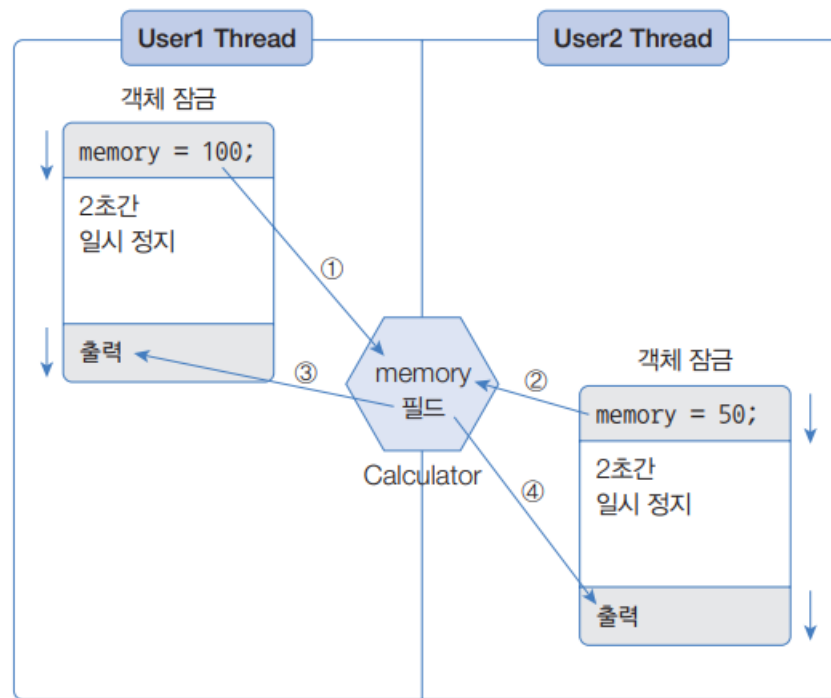 User1 Thread
User2 Thread
객체 잠금
memory = 100;
2초간
일시 정지
①
출력
③
memory
필드
Calculator
②
④
객체 잠금
memory = 50;
2초간
일시 정지
출력